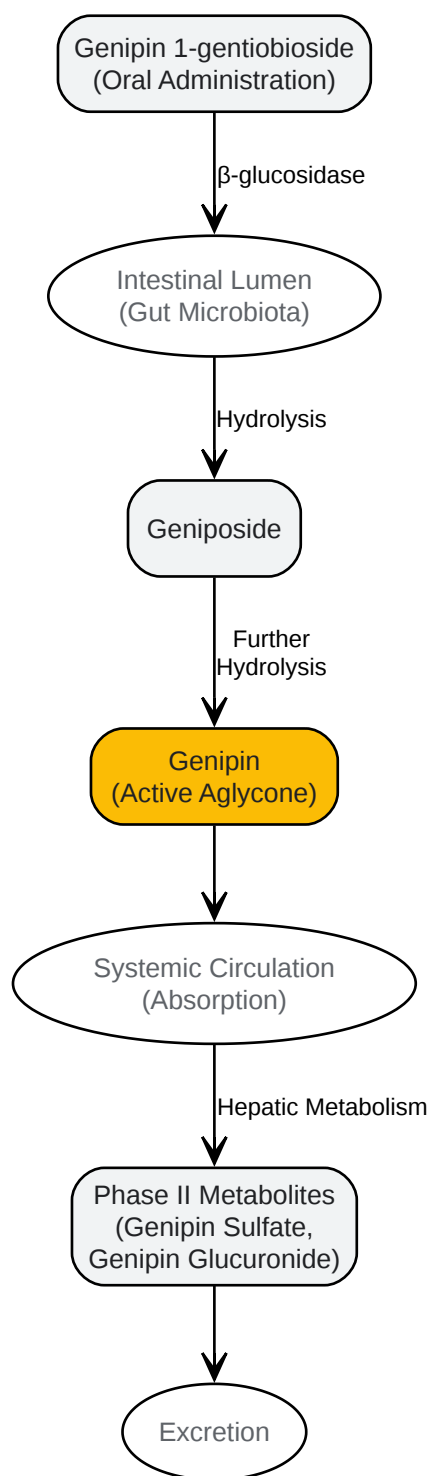 Genipin 1-gentiobioside
(Oral Administration)
β-glucosidase
Intestinal Lumen
(Gut Microbiota)
Hydrolysis
Geniposide
Further
Hydrolysis
Genipin
(Active Aglycone)
Systemic Circulation
(Absorption)
Hepatic Metabolism
Phase II Metabolites
(Genipin Sulfate,
Genipin Glucuronide)
Excretion